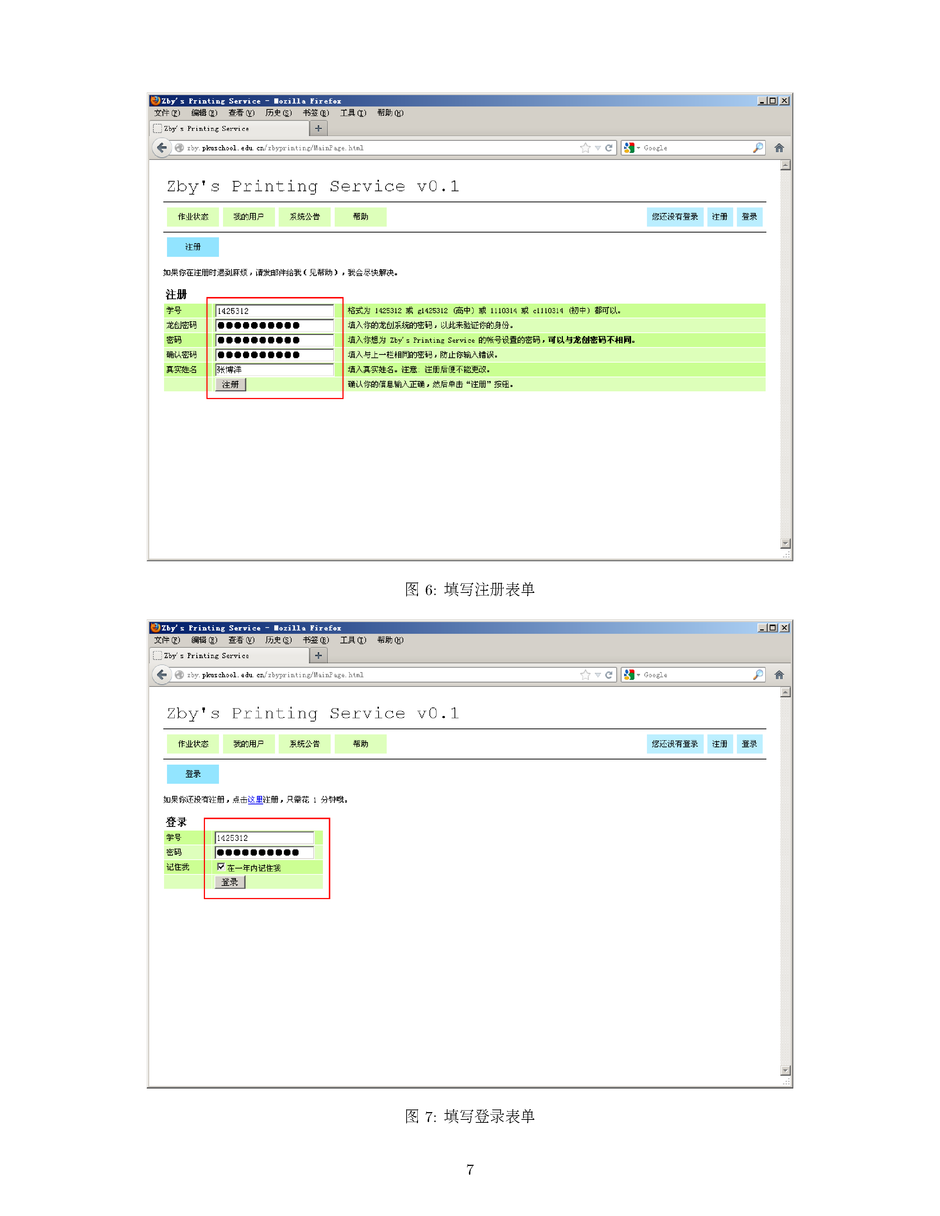 Zby's Printing Service - Mozilla Firefox
文件(F) 编辑(E) 查看(V) 历史(S) 书签(B) 工具(T) 帮助(H)
Zby's Printing Service
zby.pkuschool.edu.cn/zbyprinting/MainPage.html Google
Zby's Printing Service v0.1
作业状态 我的用户 系统公告 帮助 您还没有登录 注册 登录
注册
如果你在注册时遇到麻烦，请发邮件给我（见帮助），我会尽快解决。
注册
学号 1425312 格式为 1425312 或 g1425312（高中）或 1110314 或 c1110314（初中）都可以。
龙创密码 ●●●●●●●●●● 填入你的龙创系统的密码，以此来验证你的身份。
密码 ●●●●●●●●●● 填入你想为 Zby's Printing Service 的帐号设置的密码，可以与龙创密码不相同。
确认密码 ●●●●●●●●●● 填入与上一栏相同的密码，防止你输入错误。
真实姓名 张博洋 填入真实姓名。注意：注册后便不能更改。
注册 确认你的信息输入正确，然后单击“注册”按钮。
图 6: 填写注册表单
Zby's Printing Service - Mozilla Firefox
文件(F) 编辑(E) 查看(V) 历史(S) 书签(B) 工具(T) 帮助(H)
Zby's Printing Service
zby.pkuschool.edu.cn/zbyprinting/MainPage.html Google
Zby's Printing Service v0.1
作业状态 我的用户 系统公告 帮助 您还没有登录 注册 登录
登录
如果你还没有注册，点击这里注册，只需花 1 分钟哦。
登录
学号 1425312
密码 ●●●●●●●●●●
记住我 在一年内记住我
登录
图 7: 填写登录表单
7